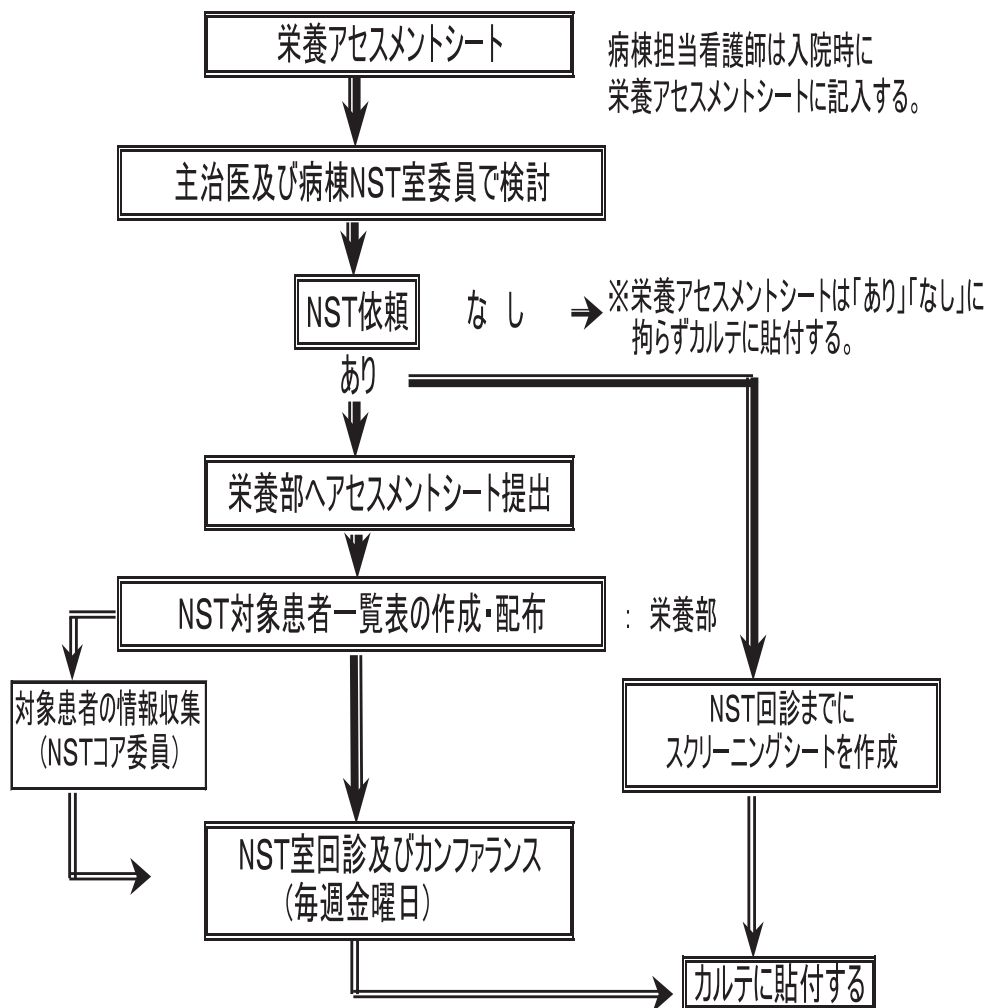 栄養アセスメントシート
病棟担当看護師は入院時に
栄養アセスメントシートに記入する。
主治医及び病棟NST室委員で検討
NST依頼
なし
※栄養アセスメントシートは「あり」「なし」に
拘らずカルテに貼付する。
あり
栄養部へアセスメントシート提出
NST対象患者一覧表の作成・配布
: 栄養部
対象患者の情報収集
(NSTコア委員)
NST回診までに
スクリーニングシートを作成
NST室回診及びカンファランス
(毎週金曜日)
カルテに貼付する